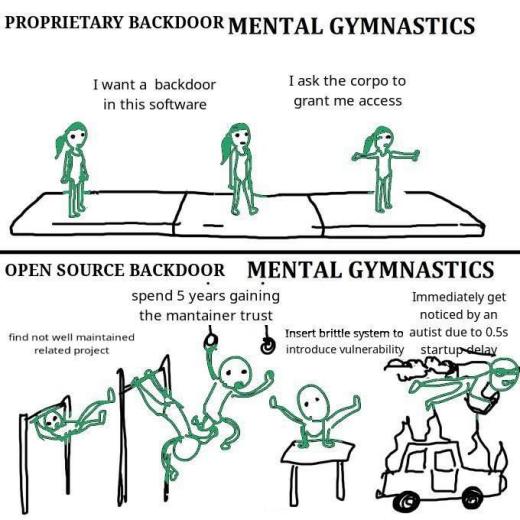 PROPRIETARY BACKDOOR MENTAL GYMNASTICS
I want a backdoor
in this software
I ask the corpo to
grant me access
OPEN SOURCE BACKDOOR MENTAL GYMNASTICS
find not well maintained
related project
spend 5 years gaining
the mantainer trust
Insert brittle system to
introduce vulnerability
Immediately get
noticed by an
autist due to 0.5s
startup delay